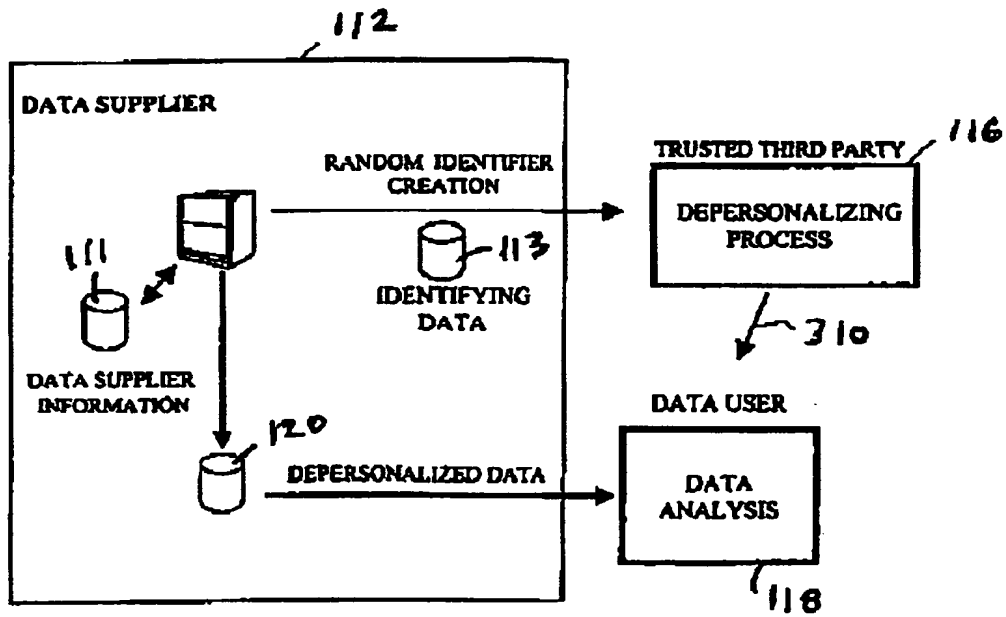 112
DATA SUPPLIER
116
TRUSTED THIRD PARTY
RANDOM IDENTIFIER
CREATION
DEPERSONALIZING
PROCESS
111
113
IDENTIFYING
DATA
310
DATA SUPPLIER
INFORMATION
DATA USER
120
DEPERSONALIZED DATA
DATA
ANALYSIS
118